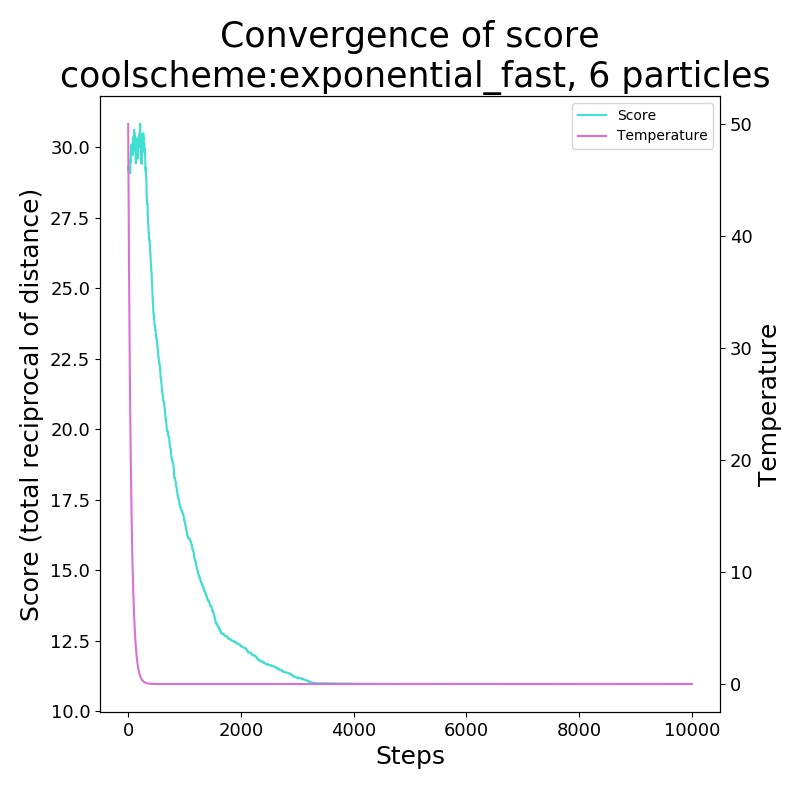 Convergence of score
coolscheme:exponential_fast, 6 particles
Score
Temperature
Score (total reciprocal of distance)
30.0
27.5
25.0
22.5
20.0
17.5
15.0
12.5
10.0
50
40
30
20
10
0
Temperature
0 2000 4000 6000 8000 10000
Steps